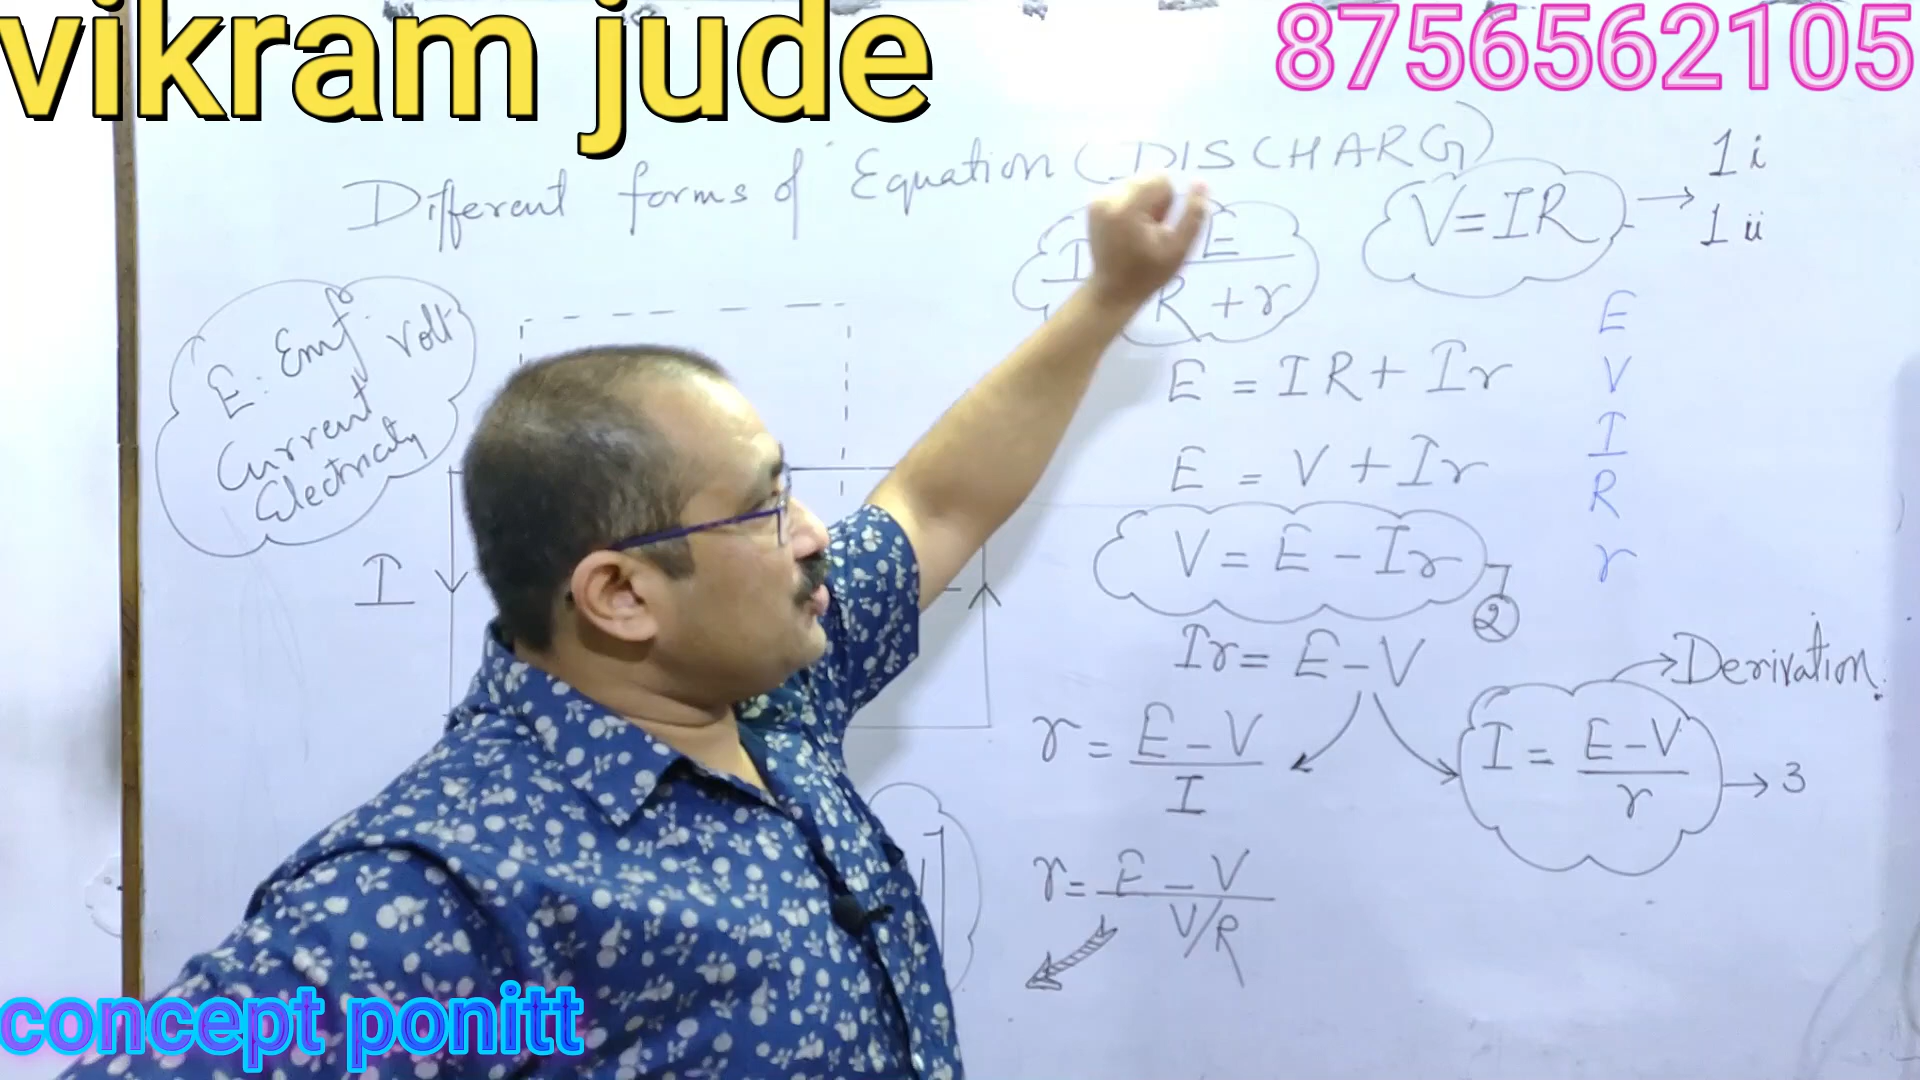 vikram jude
8756562105
Different forms of Equation (DISCHARG)
I E
R + r
V = IR
1 i
1 ii
E: Emf volt
Current
Electricity
E = IR + Ir
E = V + Ir
V = E - Ir
2
Ir = E - V
r = E - V
I
I = E - V
r
3
Derivation
r = E - V
V/R
E
V
I
R
r
I
concept ponitt